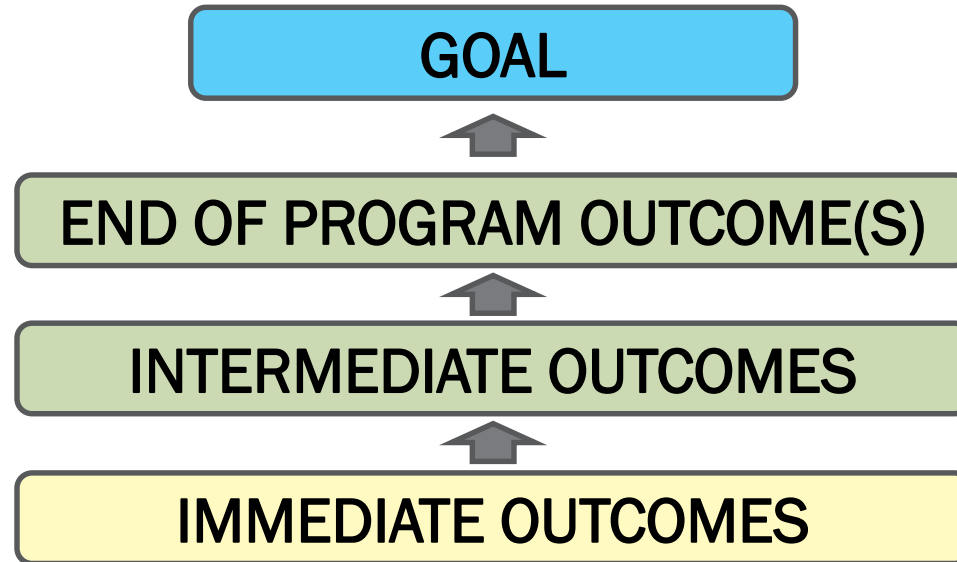 GOAL
END OF PROGRAM OUTCOME(S)
INTERMEDIATE OUTCOMES
IMMEDIATE OUTCOMES